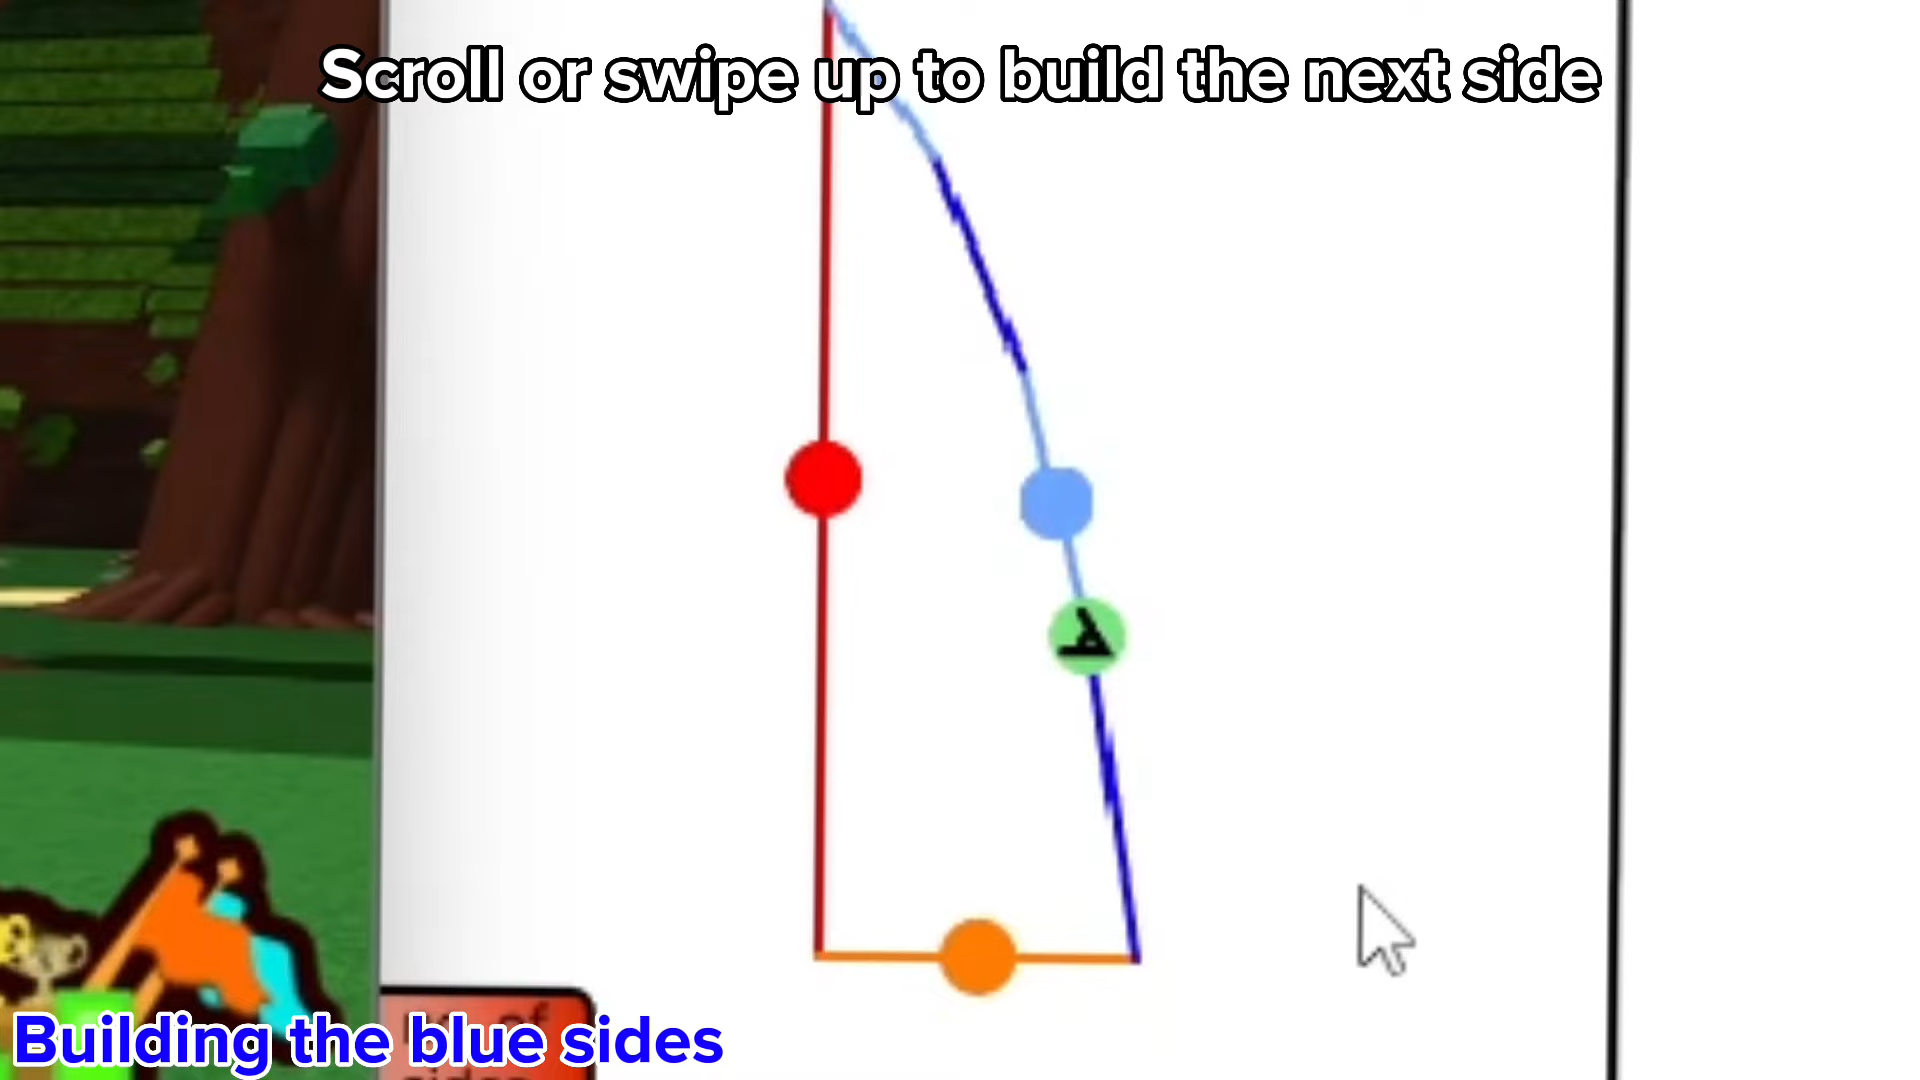 Scroll or swipe up to build the next side
Building the blue sides